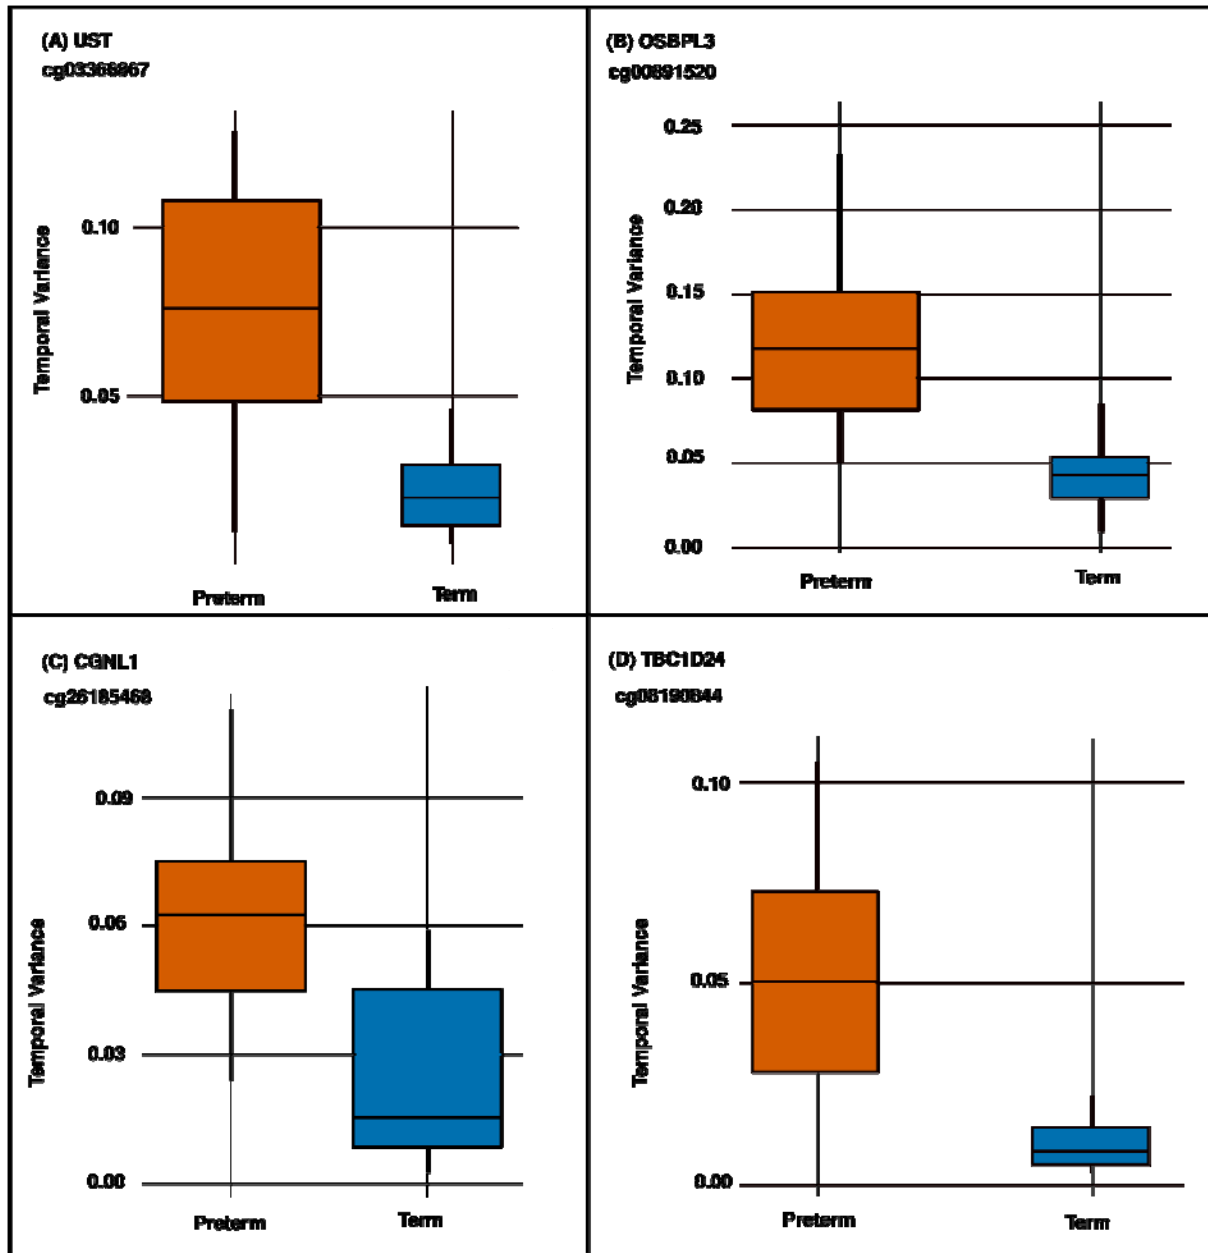 (A) UST
cg03366967
Temporal Variance
0.10
0.05
Preterm
Term
(B) OSBPL3
cg00891520
Temporal Variance
0.25
0.20
0.15
0.10
0.05
0.00
Preterm
Term
(C) CGNL1
cg26185468
Temporal Variance
0.09
0.06
0.03
0.00
Preterm
Term
(D) TBC1D24
Temporal Variance
0.10
0.05
0.00
Preterm
Term